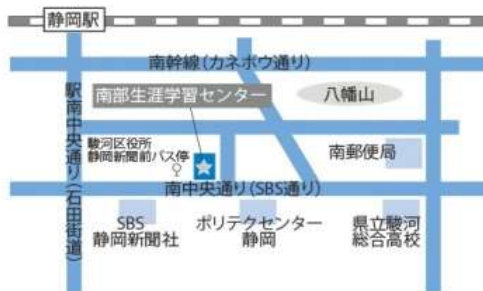 静岡駅
南幹線(カネボウ通り)
南部生涯学習センター
八幡山
駅南中央通り(石田街道)
駿河区役所
静岡新聞前バス停
南郵便局
南中央通り(SBS通り)
SBS
静岡新聞社
ポリテクセンター
静岡
県立駿河
総合高校